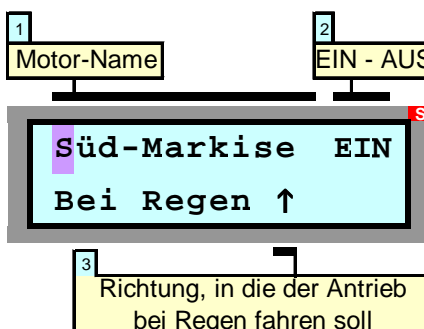 1
Motor-Name
2
EIN - AUS
S
Süd-Markise EIN
Bei Regen ↑
3
Richtung, in die der Antrieb
bei Regen fahren soll